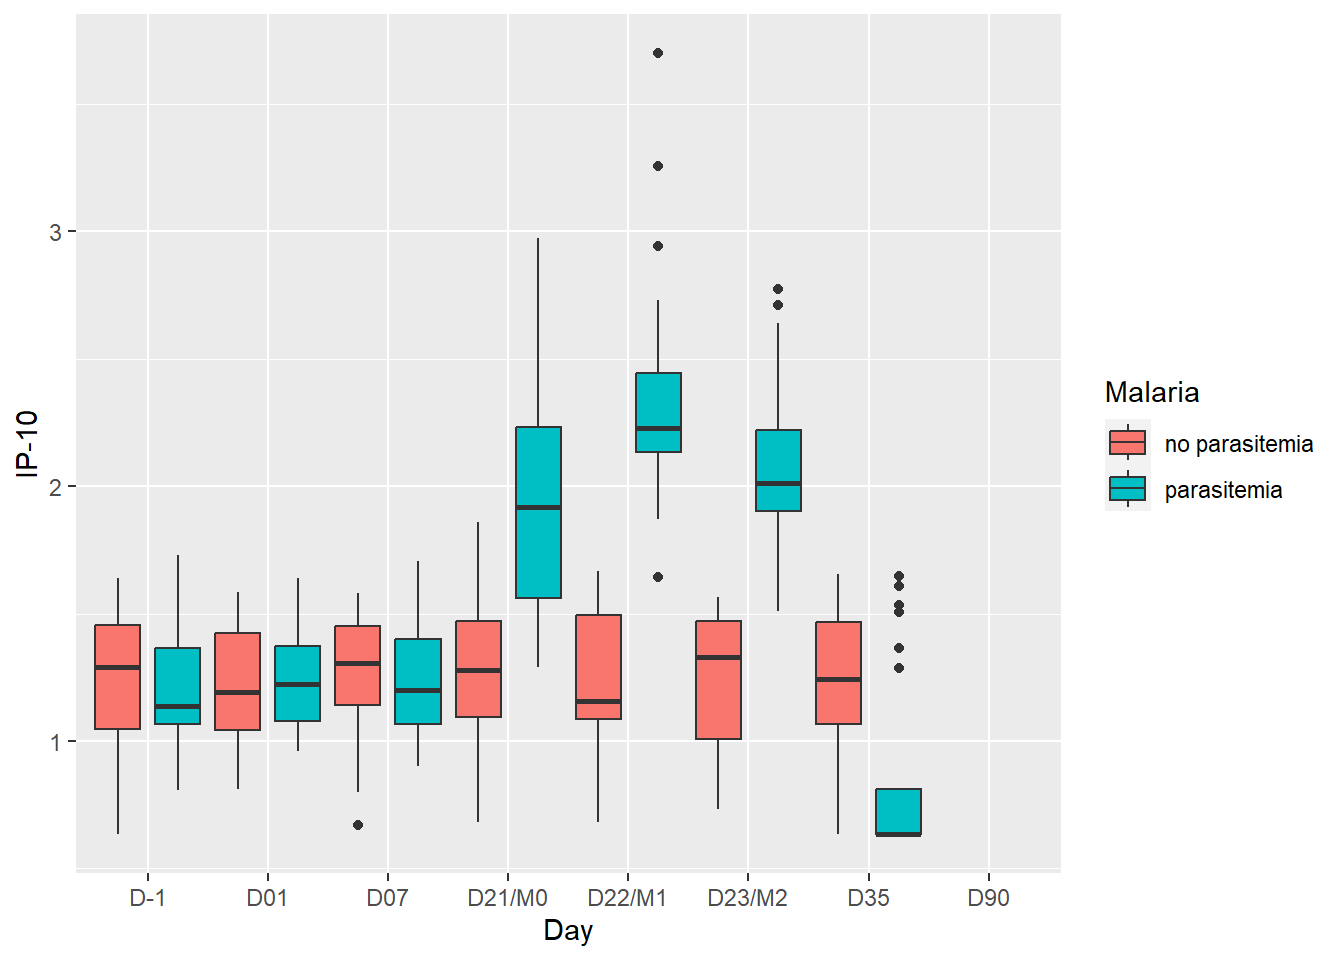 IP-10
3
2
1
D-1 D01 D07 D21/M0 D22/M1 D23/M2 D35 D90
Day
Malaria
no parasitemia
parasitemia